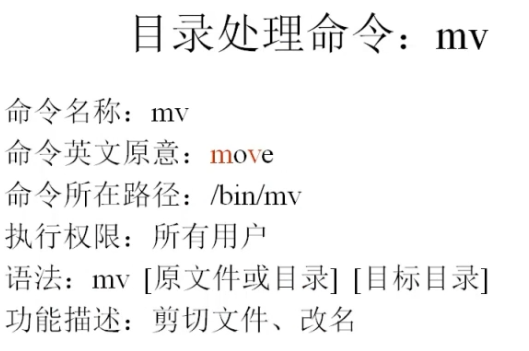 目录处理命令：mv
命令名称：mv
命令英文原意：move
命令所在路径：/bin/mv
执行权限：所有用户
语法：mv [原文件或目录] [目标目录]
功能描述：剪切文件、改名